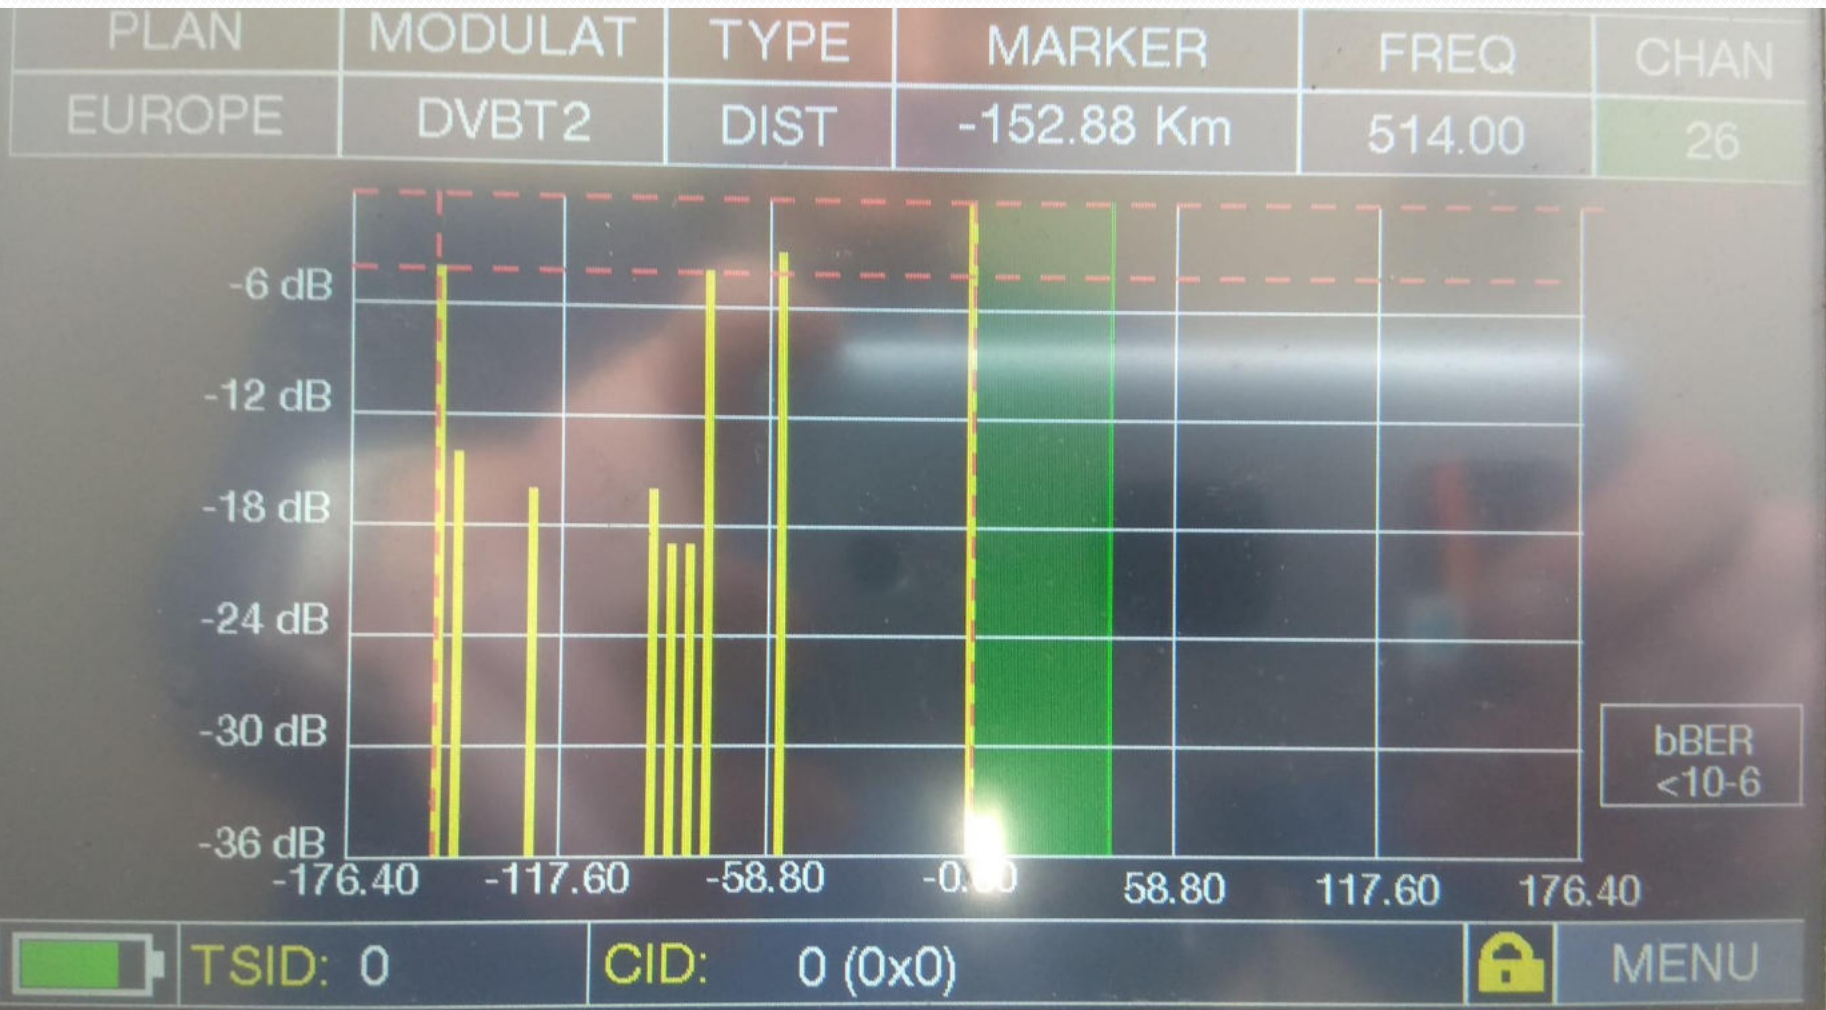 PLAN MODULAT TYPE MARKER FREQ CHAN
EUROPE DVBT2 DIST -152.88 Km 514.00 26
-6 dB
-12 dB
-18 dB
-24 dB
-30 dB
bBER
<10-6
-36 dB
-176.40 -117.60 -58.80 58.80 117.60 176.40
TSID: 0 CID: 0 (0x0) MENU